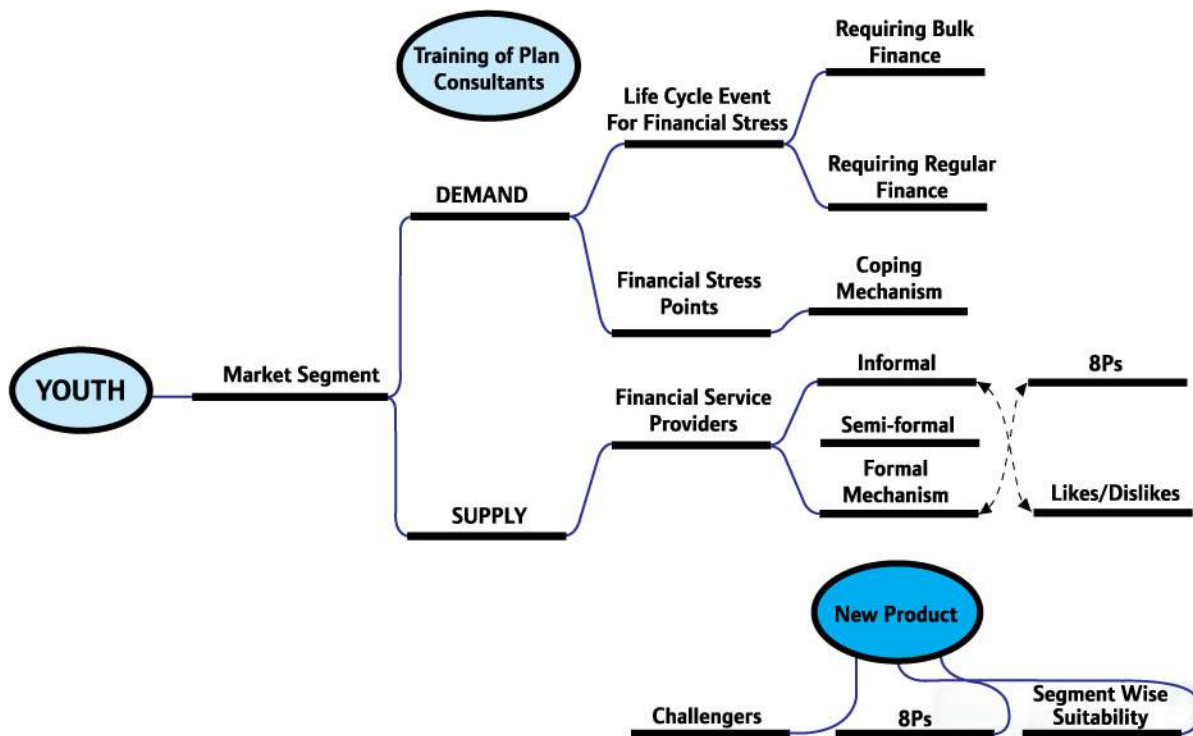 Training of Plan
Consultants
Requiring Bulk
Finance
Life Cycle Event
For Financial Stress
Requiring Regular
Finance
DEMAND
Financial Stress
Points
Coping
Mechanism
YOUTH
Market Segment
Financial Service
Providers
Informal
8Ps
Semi-formal
Formal
Mechanism
Likes/Dislikes
SUPPLY
New Product
Challengers
8Ps
Segment Wise
Suitability